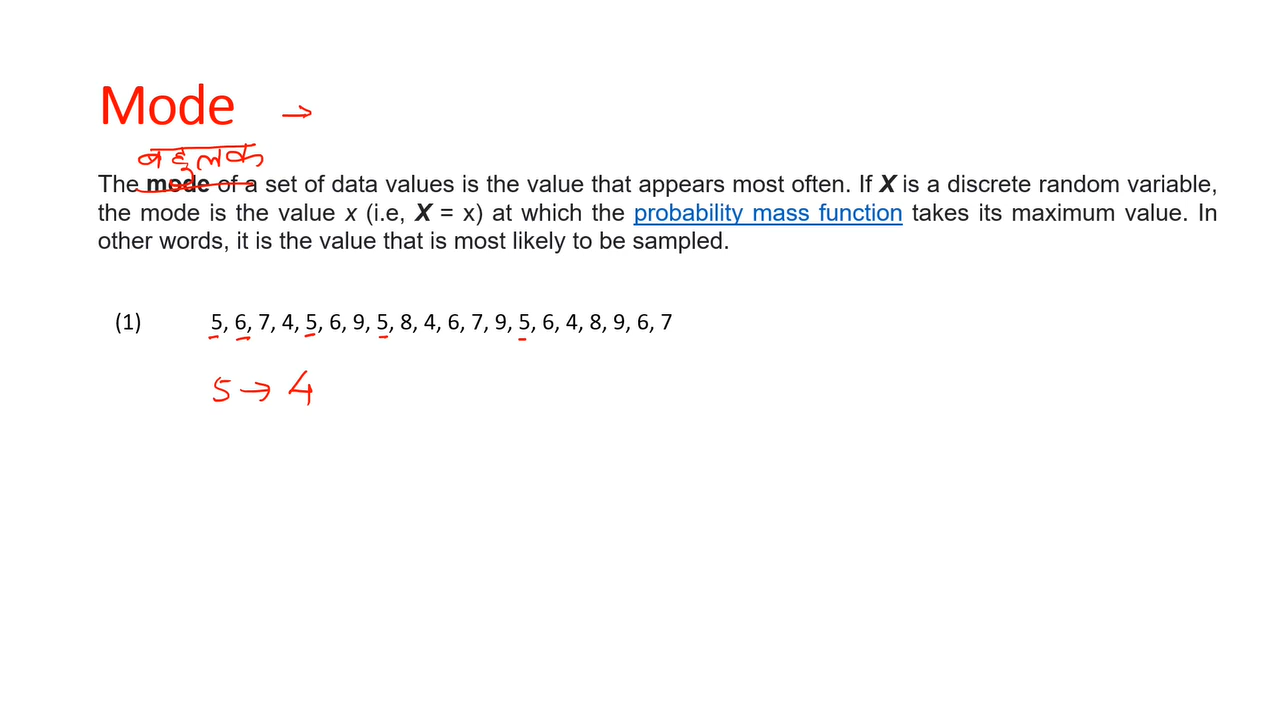 Mode →
बहुलक
The mode of a set of data values is the value that appears most often. If X is a discrete random variable,
the mode is the value x (i.e, X = x) at which the probability mass function takes its maximum value. In
other words, it is the value that is most likely to be sampled.
(1) 5, 6, 7, 4, 5, 6, 9, 5, 8, 4, 6, 7, 9, 5, 6, 4, 8, 9, 6, 7
5 → 4